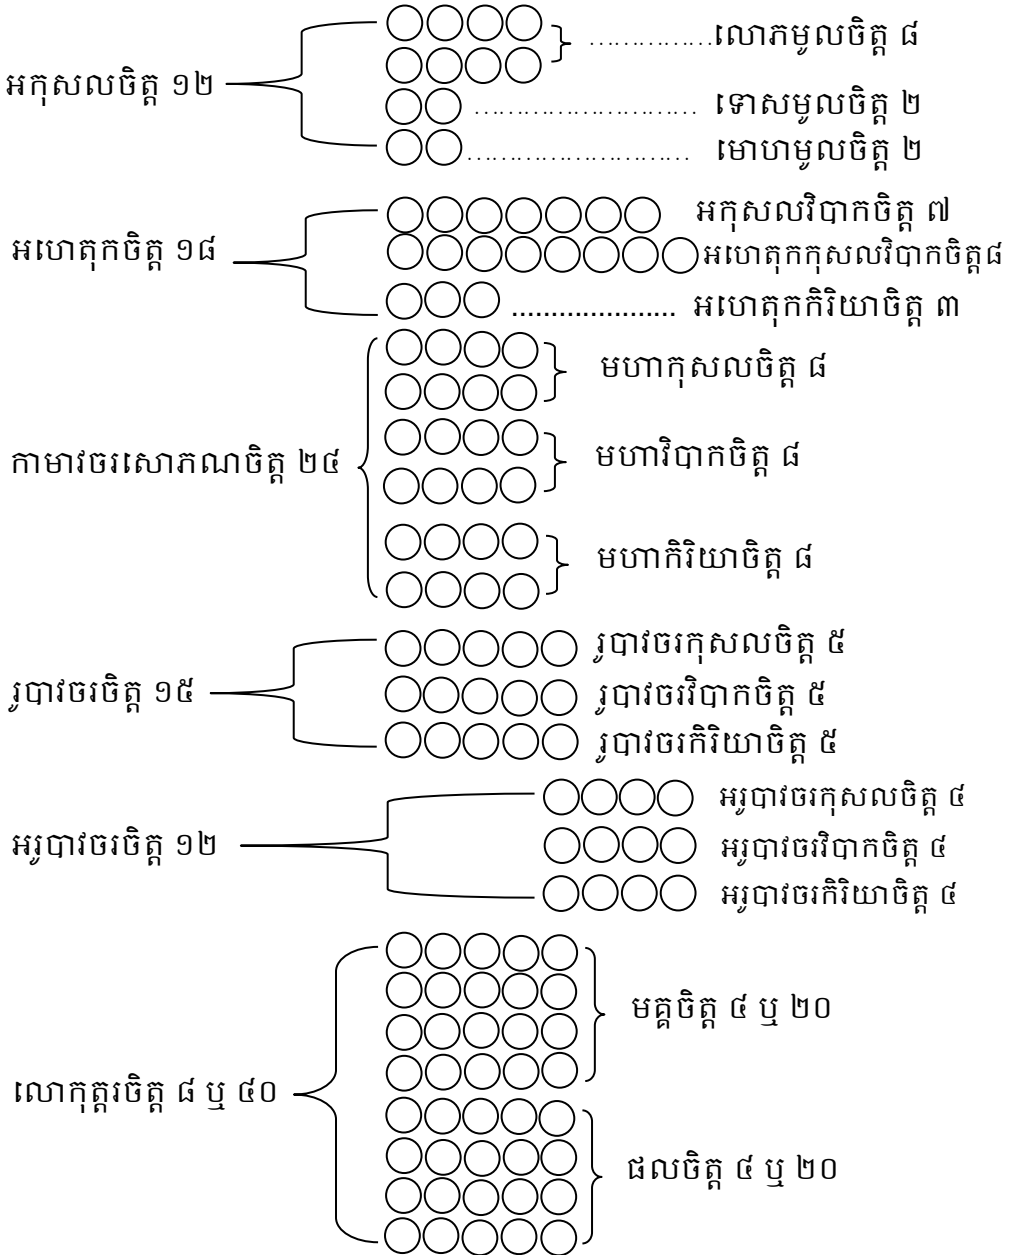 លោភមូលចិត្ត ៨
អកុសលចិត្ត ១២
ទោសមូលចិត្ត ២
មោហមូលចិត្ត ២
អកុសលវិបាកចិត្ត ៧
អហេតុកចិត្ត ១៨
អហេតុកកុសលវិបាកចិត្ត៨
អហេតុកកិរិយាចិត្ត ៣
មហាកុសលចិត្ត ៨
កាមាវចរសោភណចិត្ត ២៤
មហាវិបាកចិត្ត ៨
មហាកិរិយាចិត្ត ៨
រូបាវចរកុសលចិត្ត ៥
រូបាវចរចិត្ត ១៥
រូបាវចរវិបាកចិត្ត ៥
រូបាវចរកិរិយាចិត្ត ៥
អរូបាវចរកុសលចិត្ត ៤
អរូបាវចរចិត្ត ១២
អរូបាវចរវិបាកចិត្ត ៤
អរូបាវចរកិរិយាចិត្ត ៤
មគ្គចិត្ត ៤ ឬ ២០
លោកុត្តរចិត្ត ៨ ឬ ៤០
ផលចិត្ត ៤ ឬ ២០